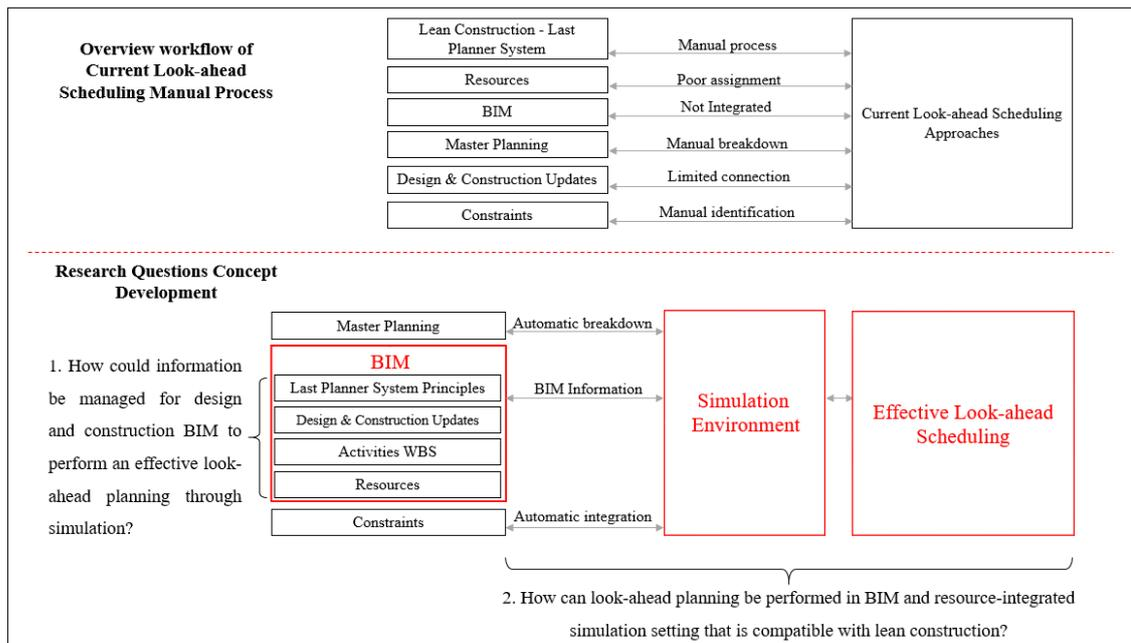 Overview workflow of
Current Look-ahead
Scheduling Manual Process
Lean Construction - Last
Planner System
Resources
BIM
Master Planning
Design & Construction Updates
Constraints
Manual process
Poor assignment
Not Integrated
Manual breakdown
Limited connection
Manual identification
Current Look-ahead Scheduling
Approaches
Research Questions Concept
Development
1. How could information
be managed for design
and construction BIM to
perform an effective look-
ahead planning through
simulation?
Master Planning
BIM
Last Planner System Principles
Design & Construction Updates
Activities WBS
Resources
Constraints
Automatic breakdown
BIM Information
Automatic integration
Simulation
Environment
Effective Look-ahead
Scheduling
2. How can look-ahead planning be performed in BIM and resource-integrated
simulation setting that is compatible with lean construction?